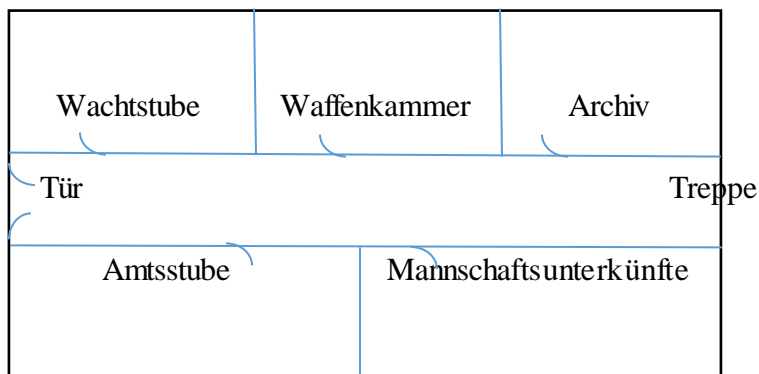 Wachtstube Waffenkammer Archiv
Tür Treppe
Amtsstube Mannschaftsunterkünfte